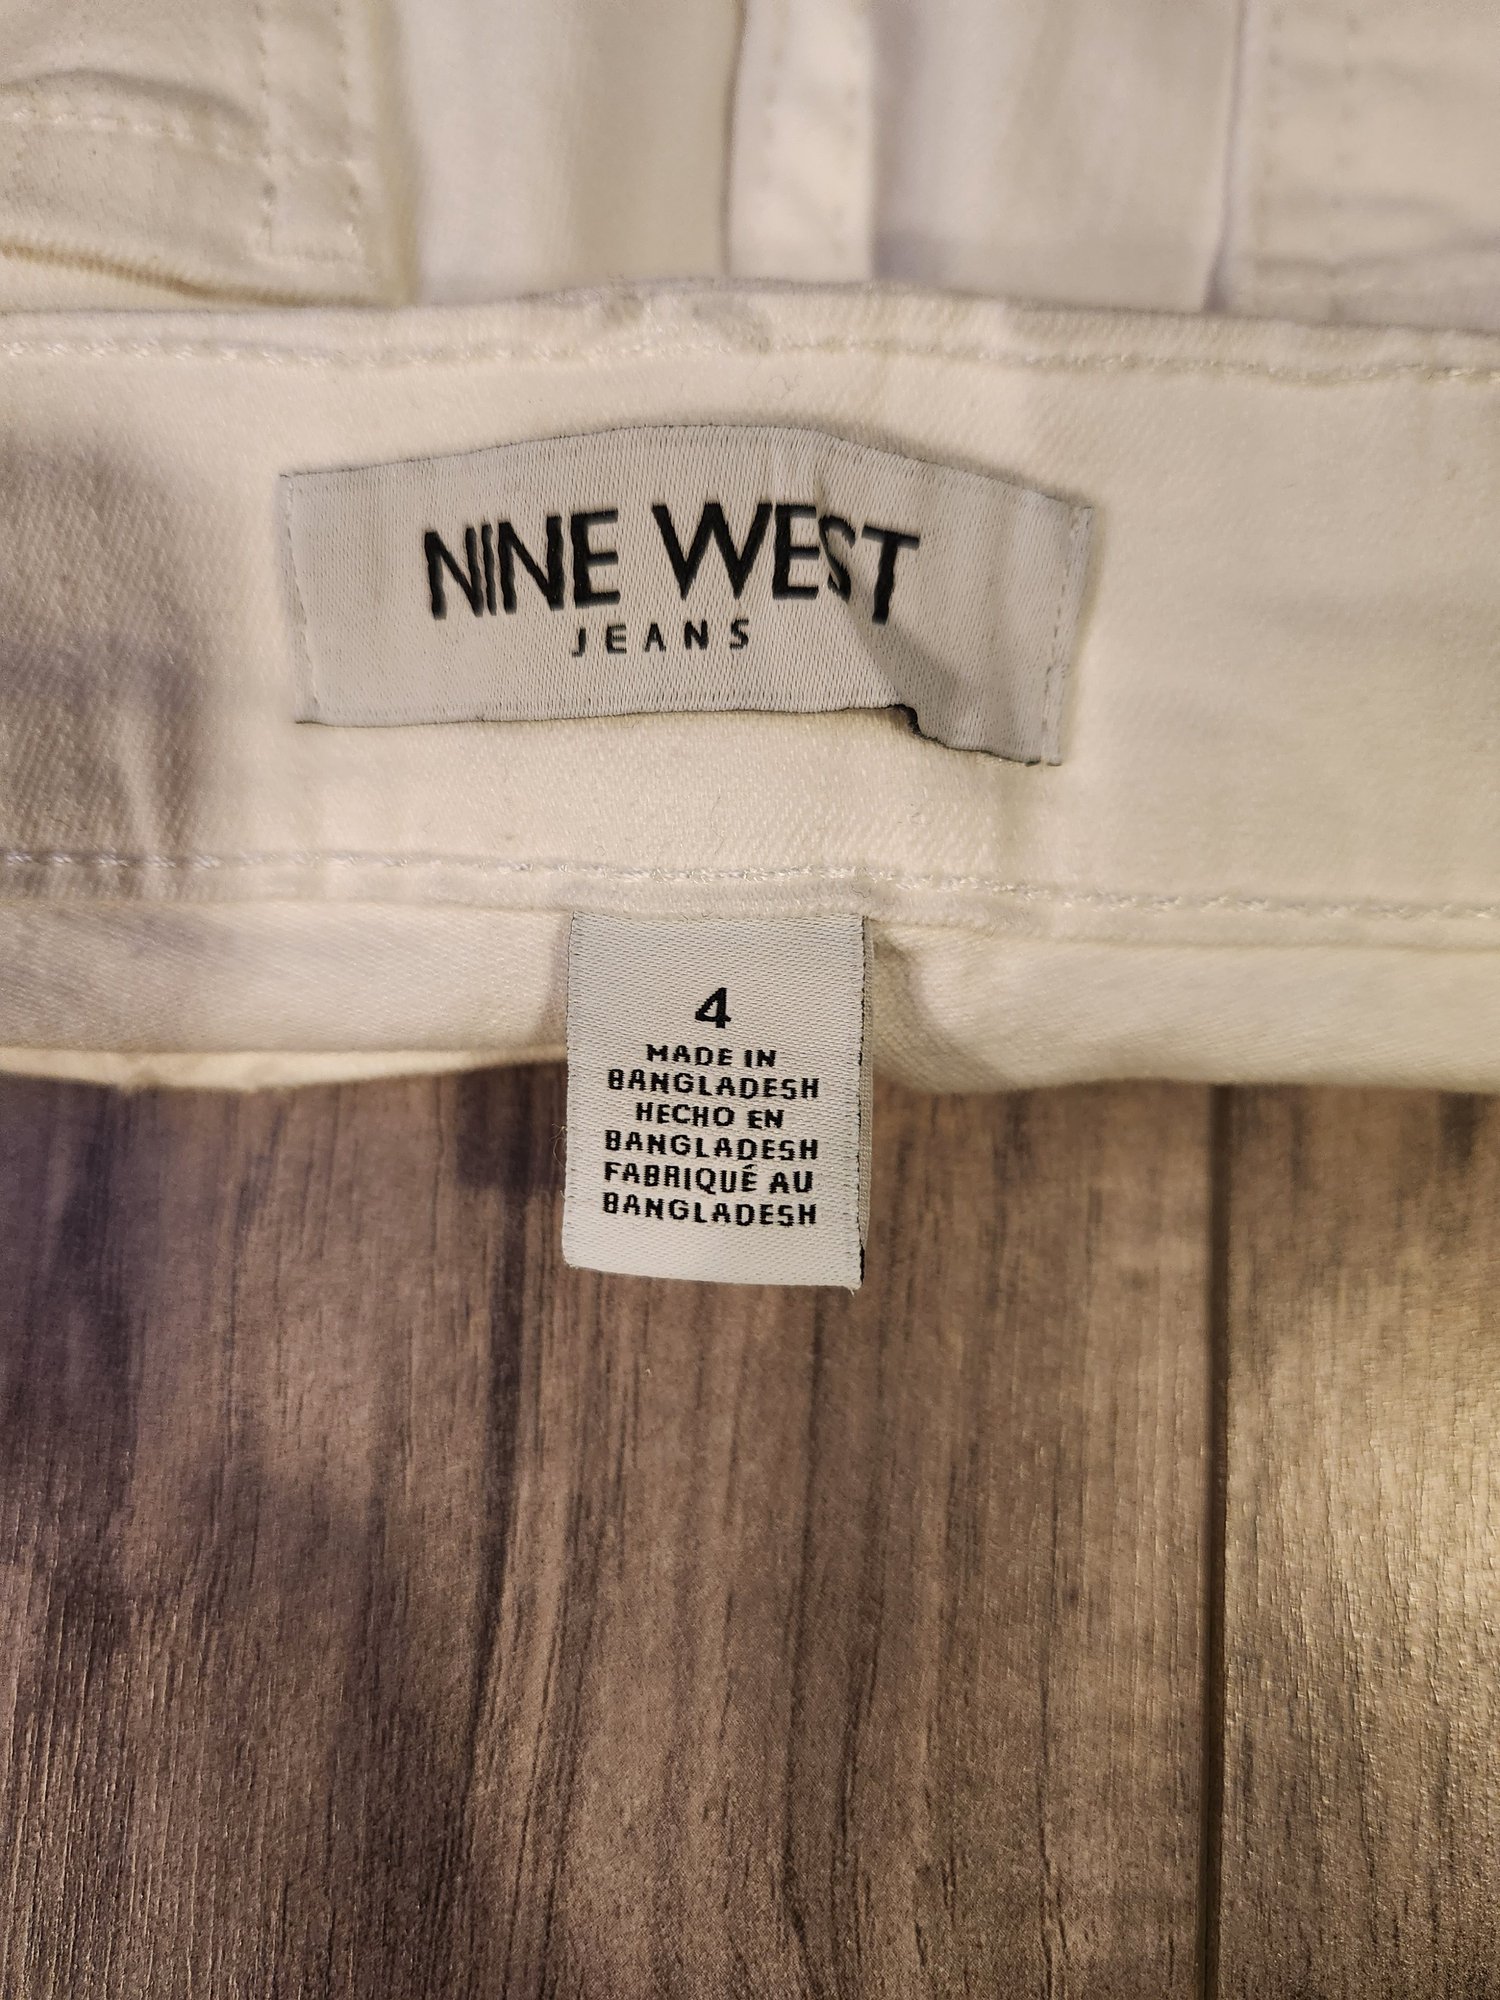 NINE WEST
JEANS
4
MADE IN
BANGLADESH
HECHO EN
BANGLADESH
FABRIQUÉ AU
BANGLADESH